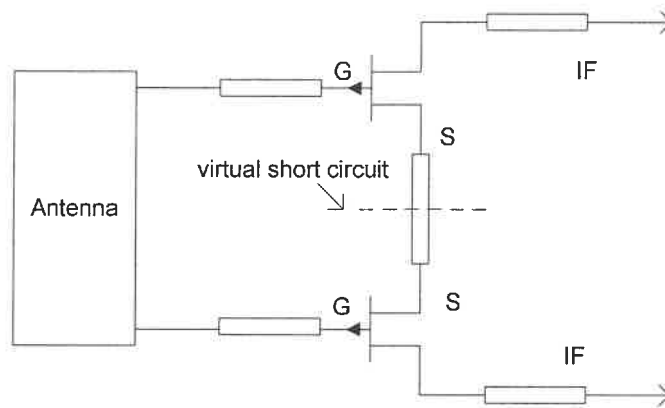 IF
G
S
virtual short circuit
Antenna
G
S
IF